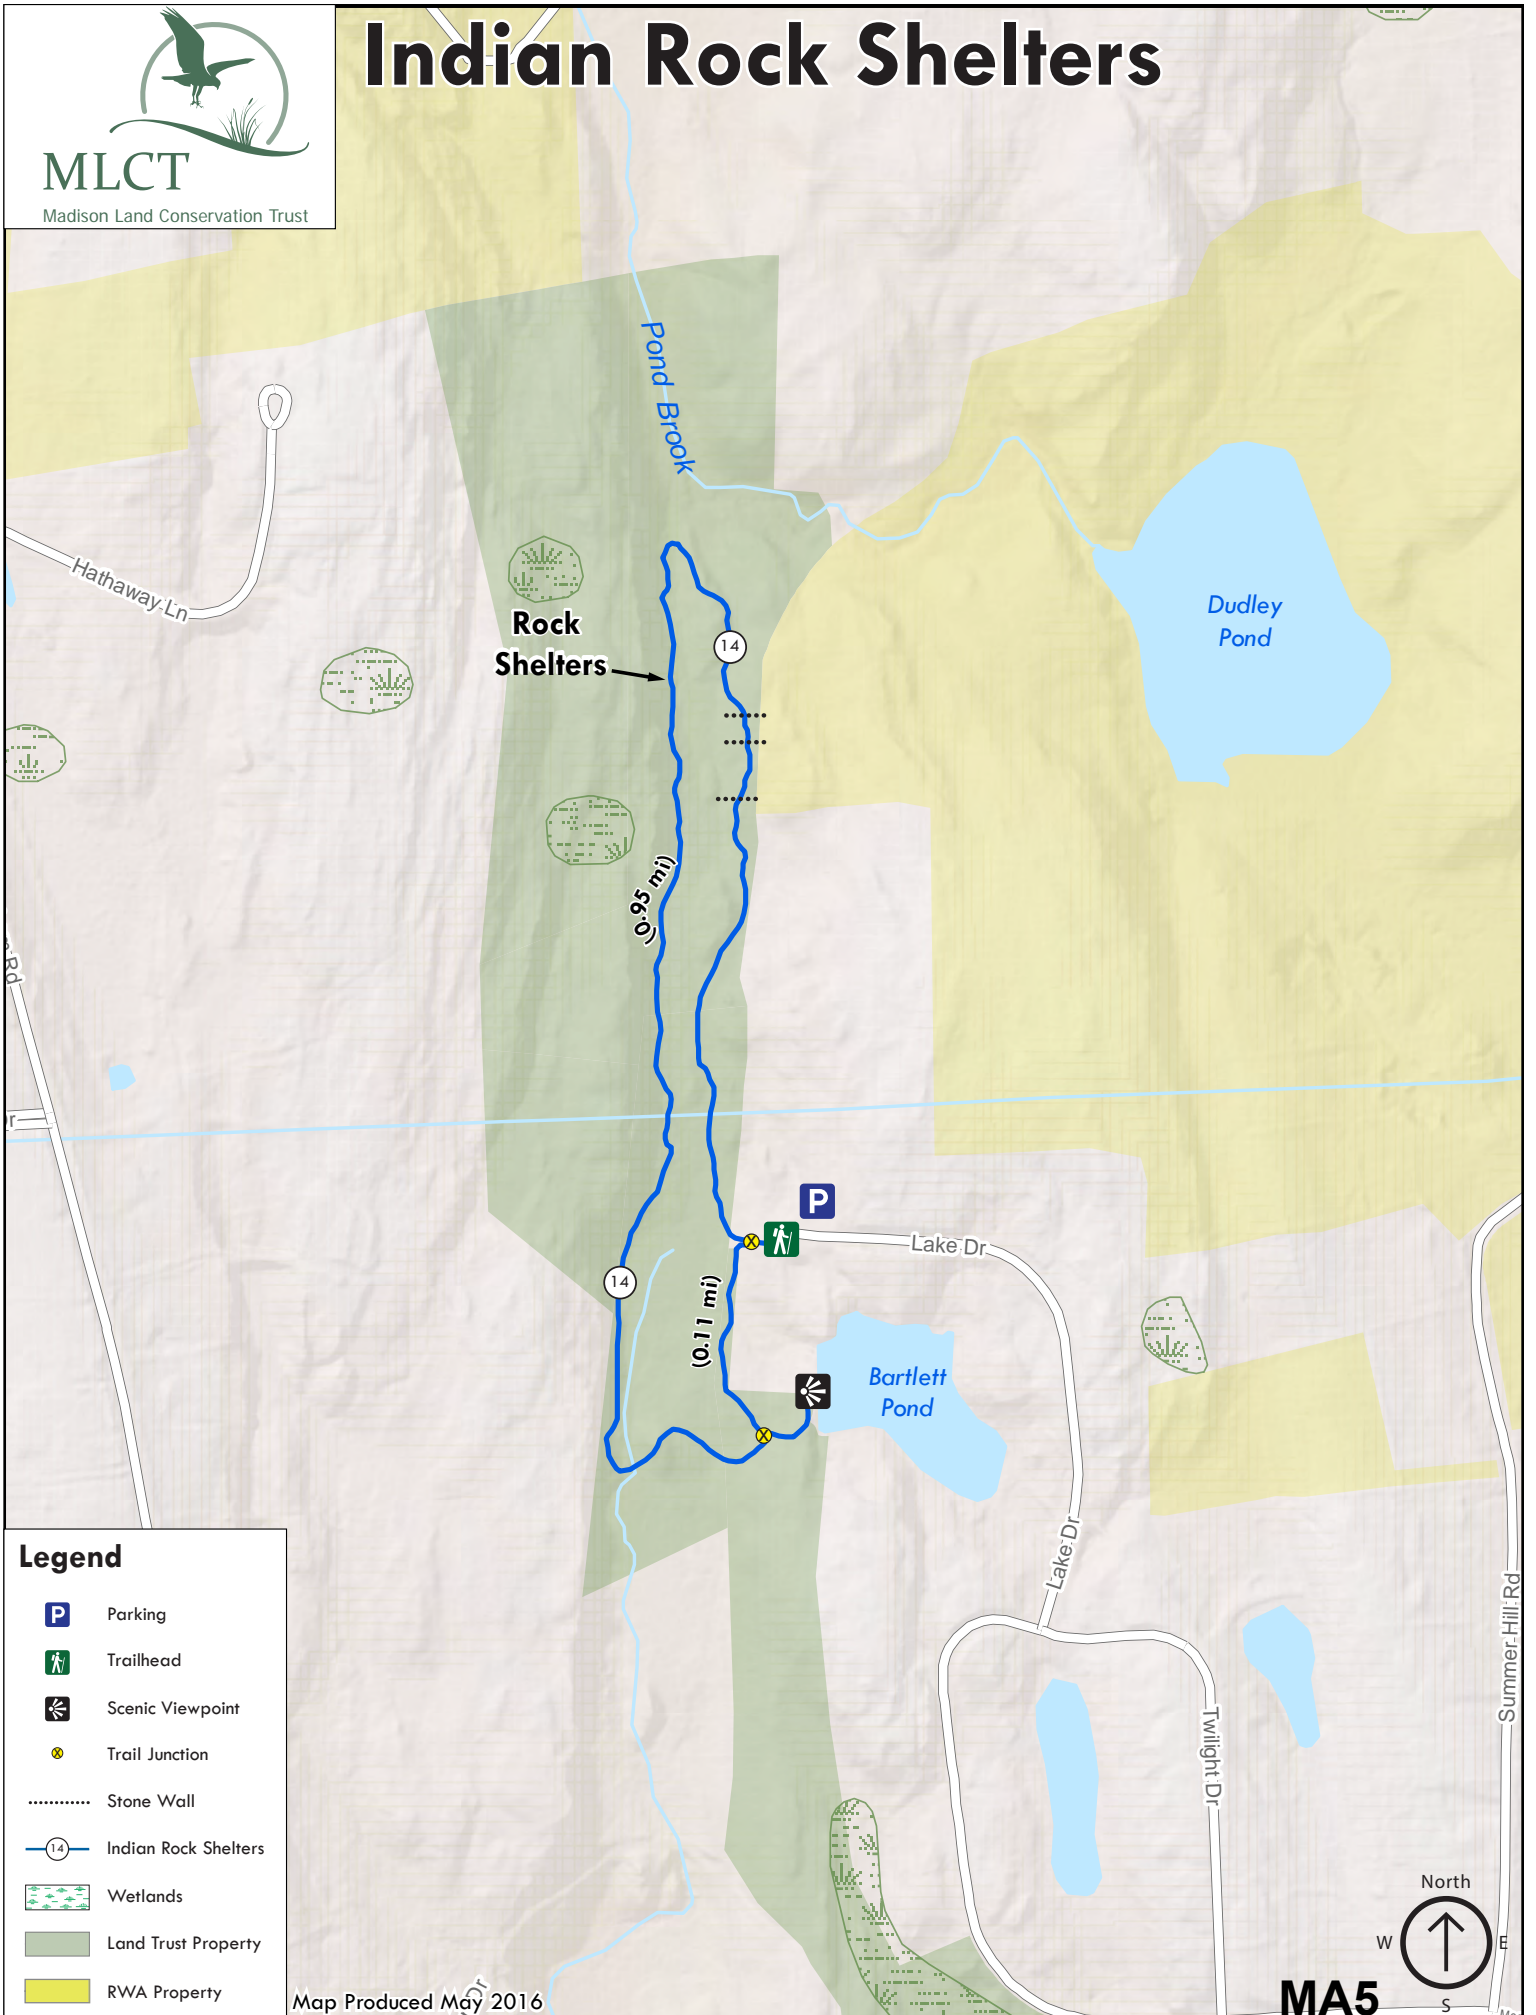 Indian Rock Shelters
MLCT
Madison Land Conservation Trust
Pond Brook
Hathaway Ln
Dudley
Pond
Rock
Shelters
14
(0.95 mi)
Rd
P
Lake Dr
14
(0.11 mi)
Bartlett
Pond
Lake Dr
Summer Hill Rd
Twilight Dr
Legend
P Parking
Trailhead
Scenic Viewpoint
X Trail Junction
Stone Wall
14 Indian Rock Shelters
Wetlands
Land Trust Property
RWA Property
Dr
Map Produced May 2016
MA5
North
W E
S